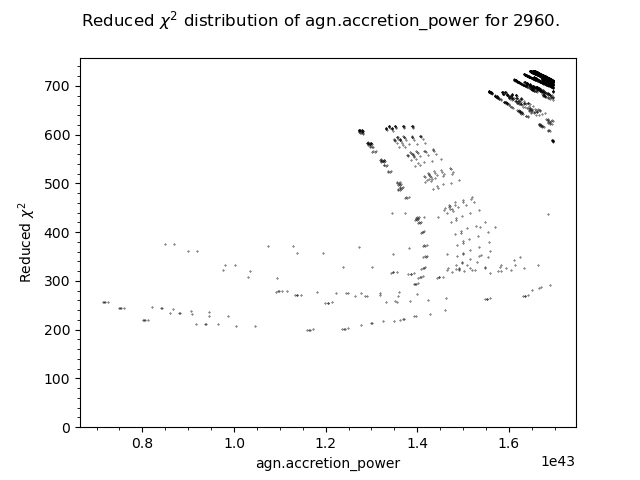 Reduced χ² distribution of agn.accretion_power for 2960.
700
600
500
400
300
200
100
0
Reduced χ²
0.8 1.0 1.2 1.4 1.6
1e43
agn.accretion_power